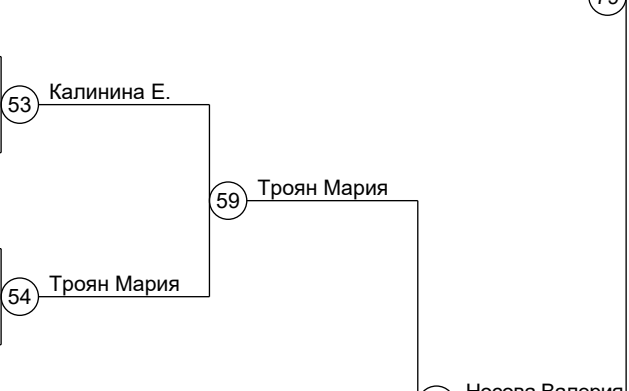 53
Калинина Е.
59
Троян Мария
54
Троян Мария
Носова Валерия